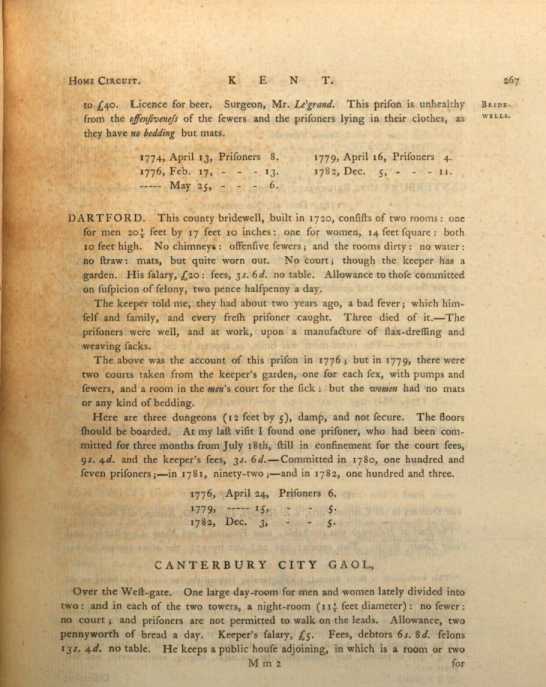 Home Circuit. K E N T. 267
to £40. Licence for beer. Surgeon, Mr. Le'grand. This prison is unhealthy Bride-
from the offensiveness of the sewers and the prisoners lying in their clothes, as wells.
they have no bedding but mats.
1774, April 13, Prisoners 8. 1779, April 16, Prisoners 4.
1776, Feb. 17, - - - 13. 1782, Dec. 5, - - - 11.
----- May 25, - - - 6.
DARTFORD. This county bridewell, built in 1720, consists of two rooms: one
for men 20½ feet by 17 feet 10 inches: one for women, 14 feet square: both
10 feet high. No chimneys: offensive sewers; and the rooms dirty: no water:
no straw: mats, but quite worn out. No court; though the keeper has a
garden. His salary, £20: fees, 3s. 6d. no table. Allowance to those committed
on suspicion of felony, two pence halfpenny a day.
The keeper told me, they had about two years ago, a bad fever; which him-
self and family, and every fresh prisoner caught. Three died of it.—The
prisoners were well, and at work, upon a manufacture of flax-dressing and
weaving sacks.
The above was the account of this prison in 1776; but in 1779, there were
two courts taken from the keeper's garden, one for each sex, with pumps and
sewers, and a room in the men's court for the sick: but the women had no mats
or any kind of bedding.
Here are three dungeons (12 feet by 5), damp, and not secure. The floors
should be boarded. At my last visit I found one prisoner, who had been com-
mitted for three months from July 18th, still in confinement for the court fees,
9s. 4d. and the keeper's fees, 3s. 6d.—Committed in 1780, one hundred and
seven prisoners;—in 1781, ninety-two;—and in 1782, one hundred and three.
1776, April 24, Prisoners 6.
1779, ----- 15, - - 5.
1782, Dec. 3, - - 5.
CANTERBURY CITY GAOL,
Over the West-gate. One large day-room for men and women lately divided into
two: and in each of the two towers, a night-room (11½ feet diameter): no sewer:
no court; and prisoners are not permitted to walk on the leads. Allowance, two
pennyworth of bread a day. Keeper's salary, £5. Fees, debtors 6s. 8d. felons
13s. 4d. no table. He keeps a public house adjoining, in which is a room or two
M m 2 for